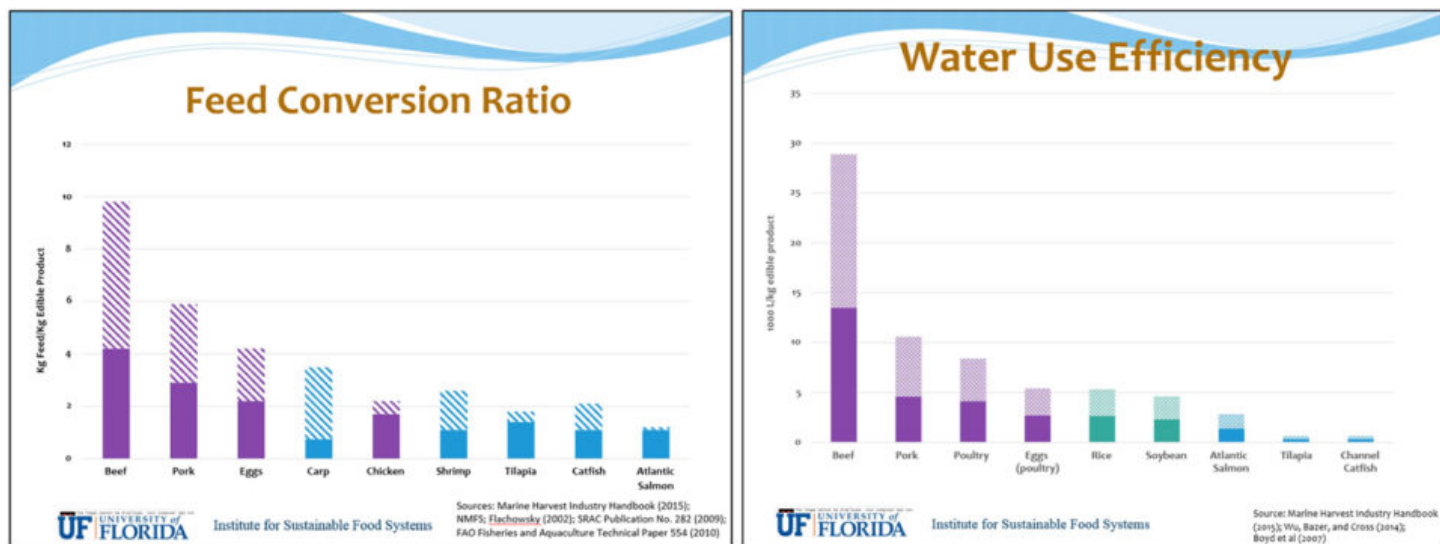 Feed Conversion Ratio
Kg Feed/Kg Edible Product
12
10
8
6
4
2
0
Beef
Pork
Eggs
Carp
Chicken
Shrimp
Tilapia
Catfish
Atlantic
Salmon
UF
UNIVERSITY of
FLORIDA
Institute for Sustainable Food Systems
Sources: Marine Harvest Industry Handbook (2015);
NMFS; Flachowsky (2002); SRAC Publication No. 282 (2009);
FAO Fisheries and Aquaculture Technical Paper 554 (2010)
Water Use Efficiency
1000 L/kg edible product
35
30
25
20
15
10
5
0
Beef
Pork
Poultry
Eggs
(poultry)
Rice
Soybean
Atlantic
Salmon
Tilapia
Channel
Catfish
UF
UNIVERSITY of
FLORIDA
Institute for Sustainable Food Systems
Source: Marine Harvest Industry Handbook
(2015); Wu, Bazer, and Cross (2014);
Boyd et al (2007)